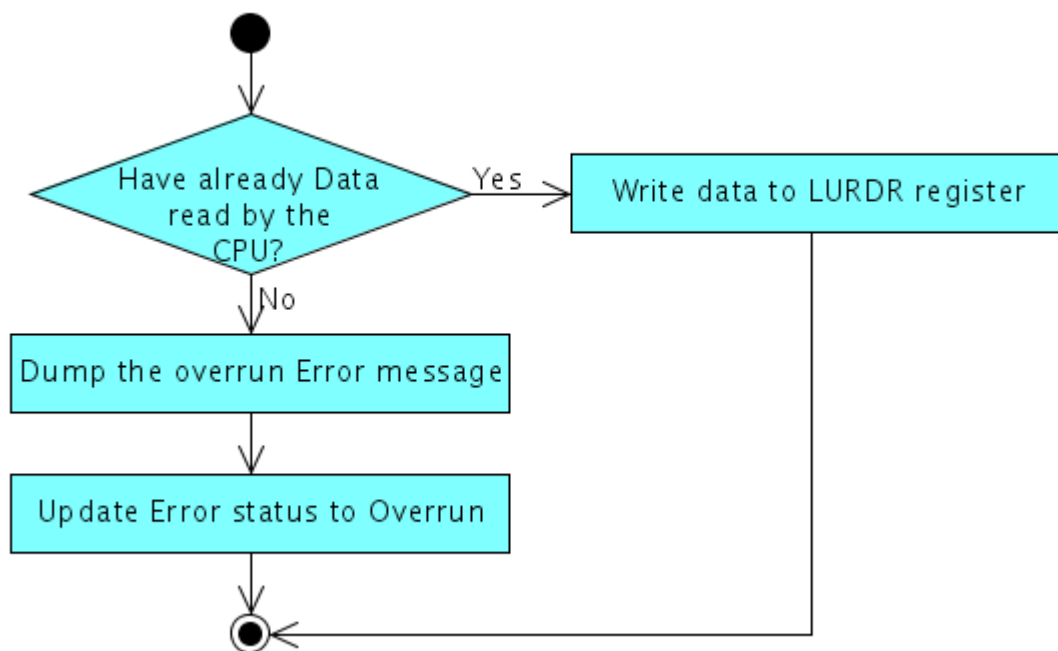 Have already Data
read by the
CPU?
Yes
Write data to LURDR register
No
Dump the overrun Error message
Update Error status to Overrun